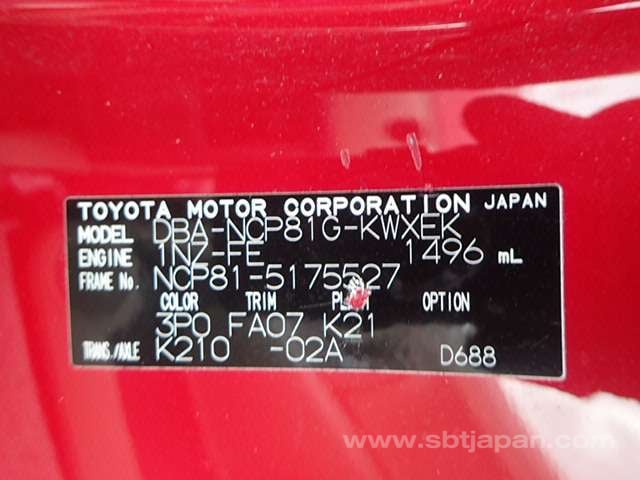 TOYOTA MOTOR CORPORATION JAPAN
MODEL DBA-NCP81G-KWXEK
ENGINE 1NZ-FE 1496 mL
FRAME No. NCP81-5175527
COLOR TRIM PLANT OPTION
3P0 FA07 K21
TRANS./AXLE K210 -02A D688
www.sbtjapan.com